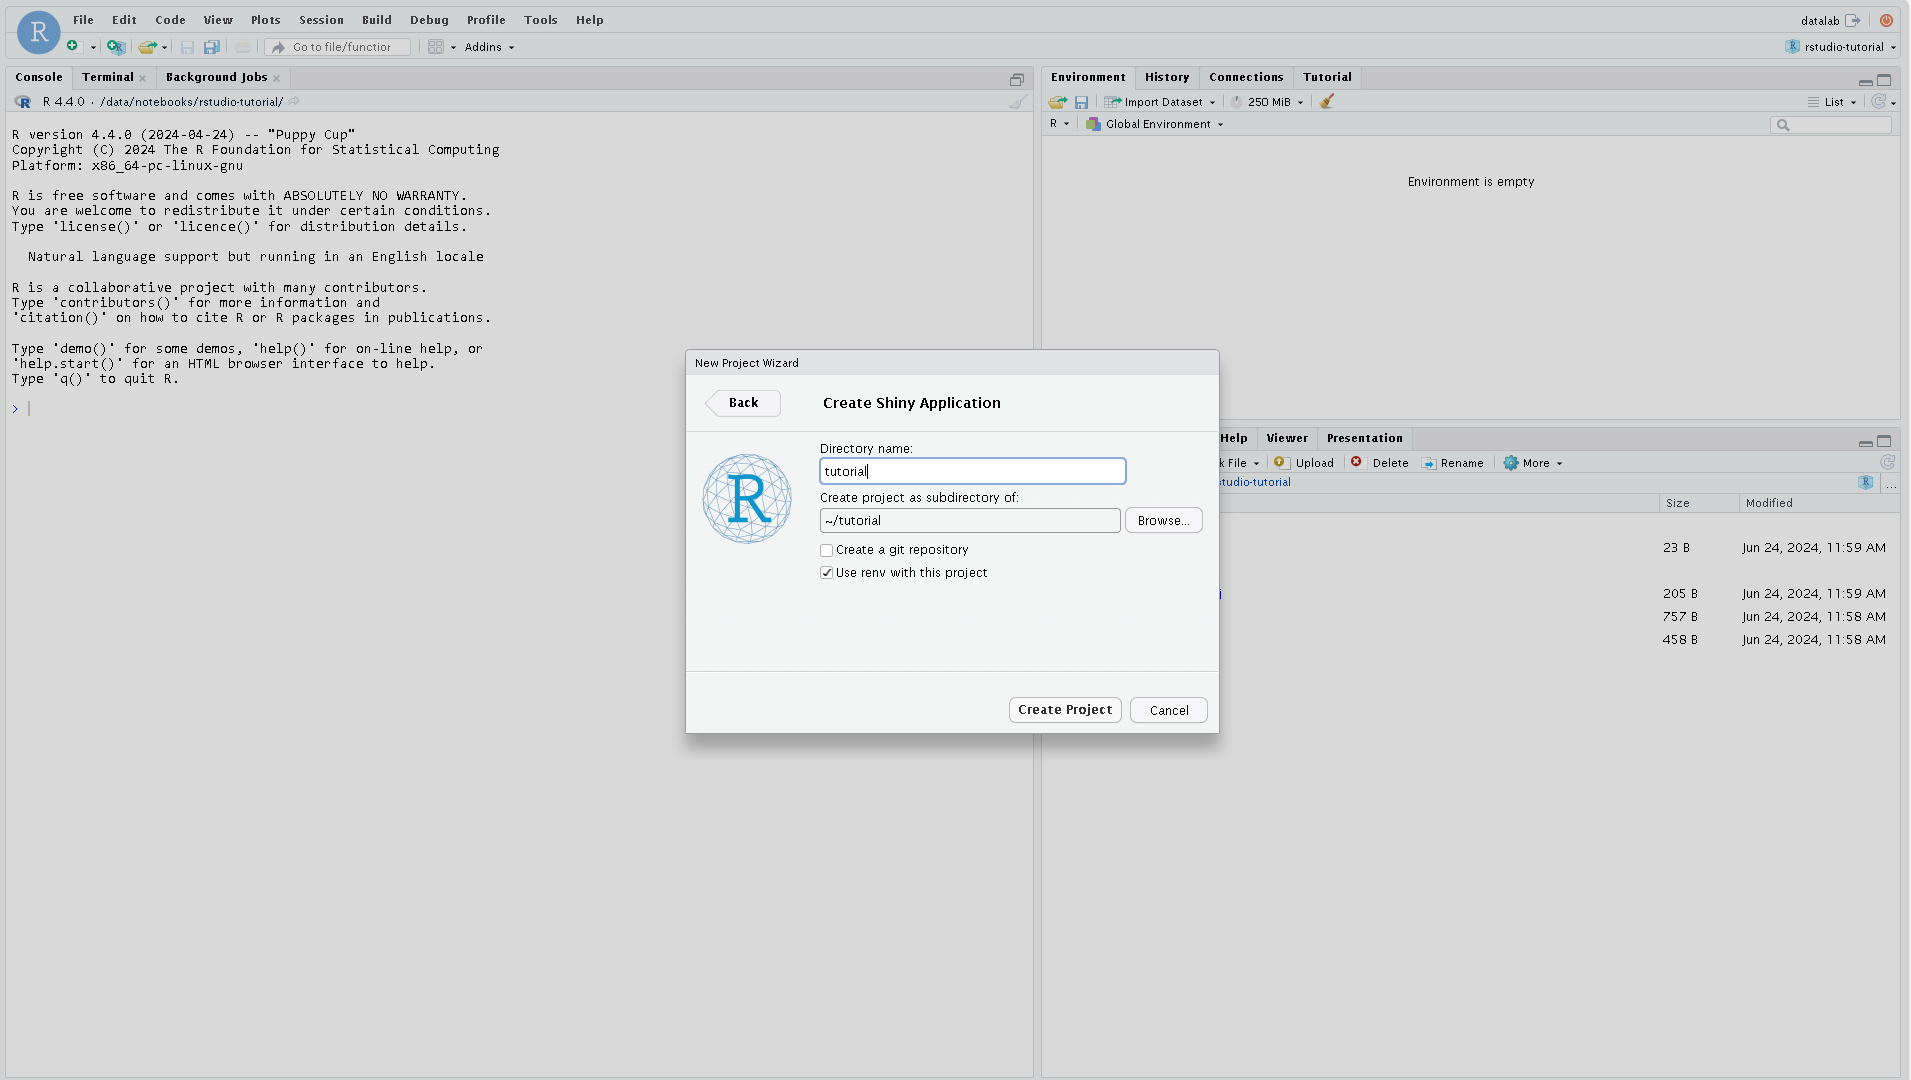 File Edit Code View Plots Session Build Debug Profile Tools Help
datalab
Go to file/function
Addins
rstudio-tutorial
Console Terminal Background Jobs
R 4.4.0 · /data/notebooks/rstudio-tutorial/
R version 4.4.0 (2024-04-24) -- "Puppy Cup"
Copyright (C) 2024 The R Foundation for Statistical Computing
Platform: x86_64-pc-linux-gnu
R is free software and comes with ABSOLUTELY NO WARRANTY.
You are welcome to redistribute it under certain conditions.
Type 'license()' or 'licence()' for distribution details.
Natural language support but running in an English locale
R is a collaborative project with many contributors.
Type 'contributors()' for more information and
'citation()' on how to cite R or R packages in publications.
Type 'demo()' for some demos, 'help()' for on-line help, or
'help.start()' for an HTML browser interface to help.
Type 'q()' to quit R.
>
Environment History Connections Tutorial
Import Dataset 250 MiB List
R Global Environment
Environment is empty
New Project Wizard
Back Create Shiny Application
R
Directory name:
tutorial
Create project as subdirectory of:
~/tutorial Browse...
Create a git repository
Use renv with this project
Create Project Cancel
Help Viewer Presentation
k File Upload Delete Rename More
studio-tutorial ...
Size Modified
23 B Jun 24, 2024, 11:59 AM
j 205 B Jun 24, 2024, 11:59 AM
757 B Jun 24, 2024, 11:58 AM
458 B Jun 24, 2024, 11:58 AM